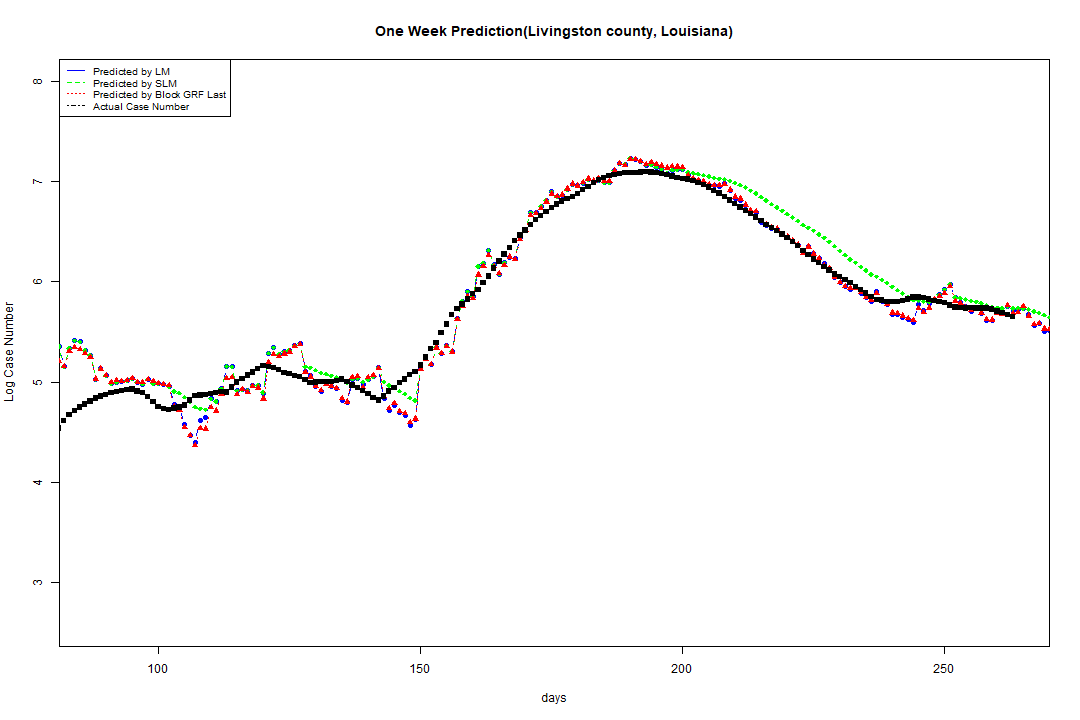 One Week Prediction(Livingston county, Louisiana)
Predicted by LM
Predicted by SLM
Predicted by Block GRF Last
Actual Case Number
8
7
6
5
4
3
Log Case Number
100 150 200 250
days